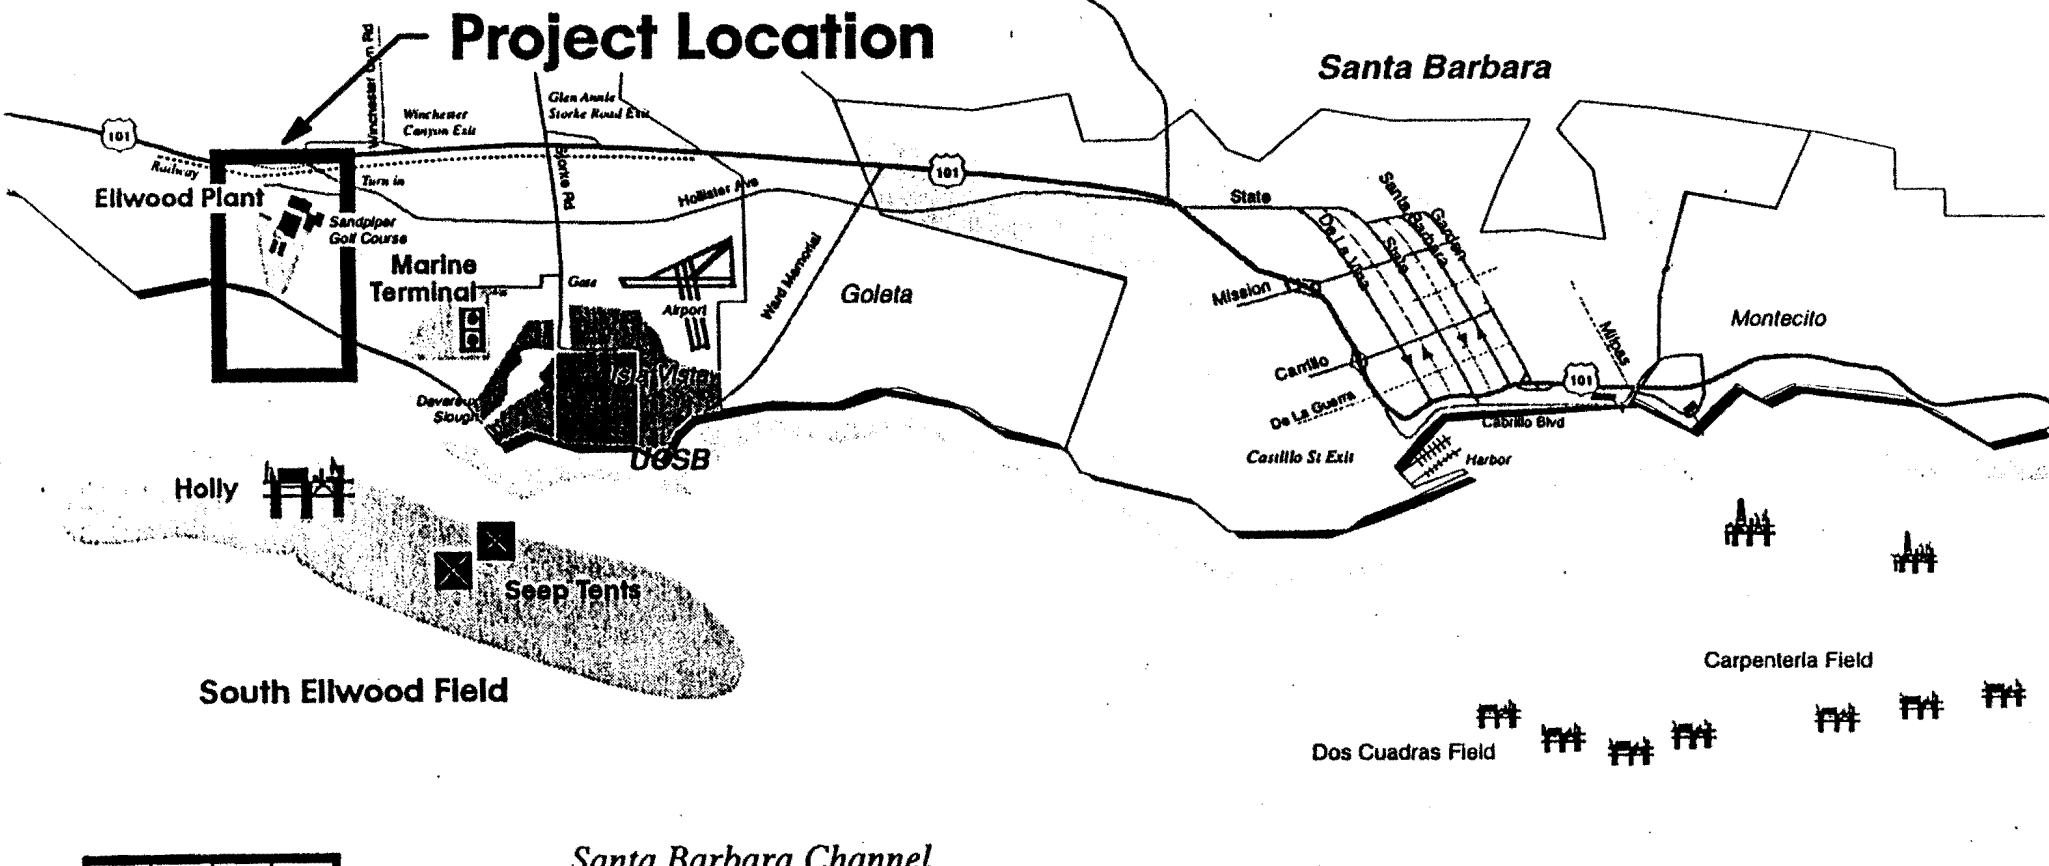 Project Location
Santa Barbara
Winchester Cyn Rd
Glen Annie
Storke Road Exit
Winchester
Canyon Exit
101
Railway
Turn in
Storke Rd
101
Ellwood Plant
Hollister Ave
State
Santa Barbara
Garden
De La Vina
State
Sandpiper
Golf Course
Marine
Terminal
Gate
Ward Memorial
Goleta
Mission
Airport
Montecito
Milpas
Isla Vista
Carrillo
101
Devereux
Slough
De La Guerra
Cabrillo Blvd
UCSB
Castillo St Exit
Harbor
Holly
Seep Tents
South Ellwood Field
Carpenteria Field
Dos Cuadras Field
Santa Barbara Channel